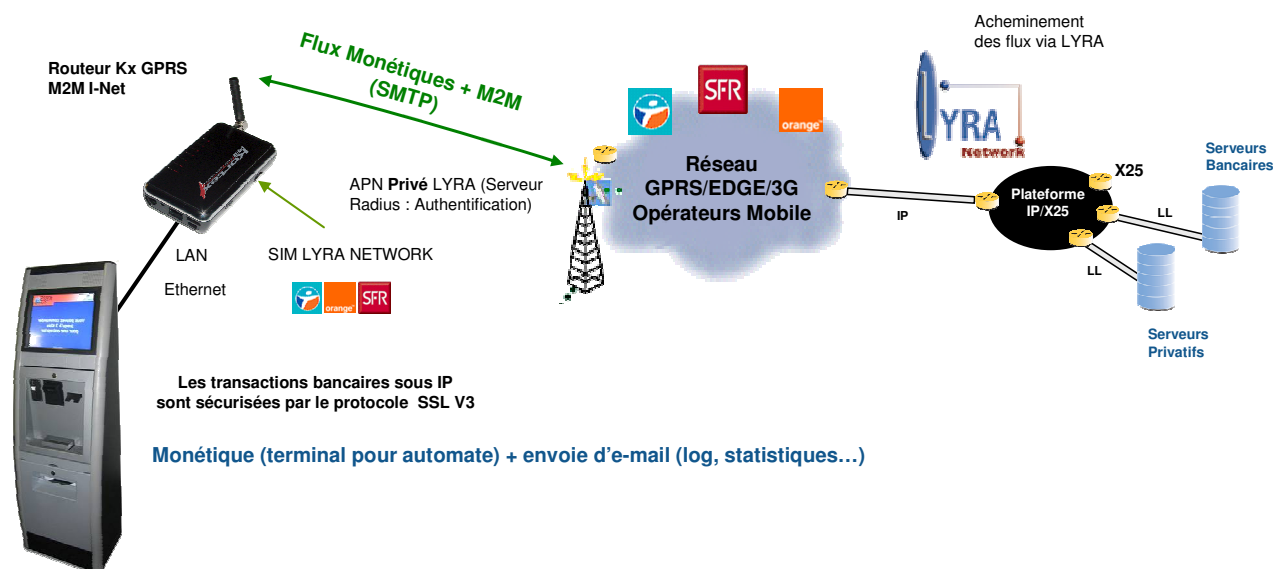 Acheminement
des flux via LYRA
Routeur Kx GPRS
M2M I-Net
Flux Monétiques + M2M
(SMTP)
SFR
orange
LYRA
Network
Réseau
GPRS/EDGE/3G
Opérateurs Mobile
APN Privé LYRA (Serveur
Radius : Authentification)
X25
Serveurs
Bancaires
Plateforme
IP/X25
IP
LL
LL
LAN
Ethernet
SIM LYRA NETWORK
orange
SFR
Serveurs
Privatifs
Les transactions bancaires sous IP
sont sécurisées par le protocole SSL V3
Monétique (terminal pour automate) + envoie d'e-mail (log, statistiques…)